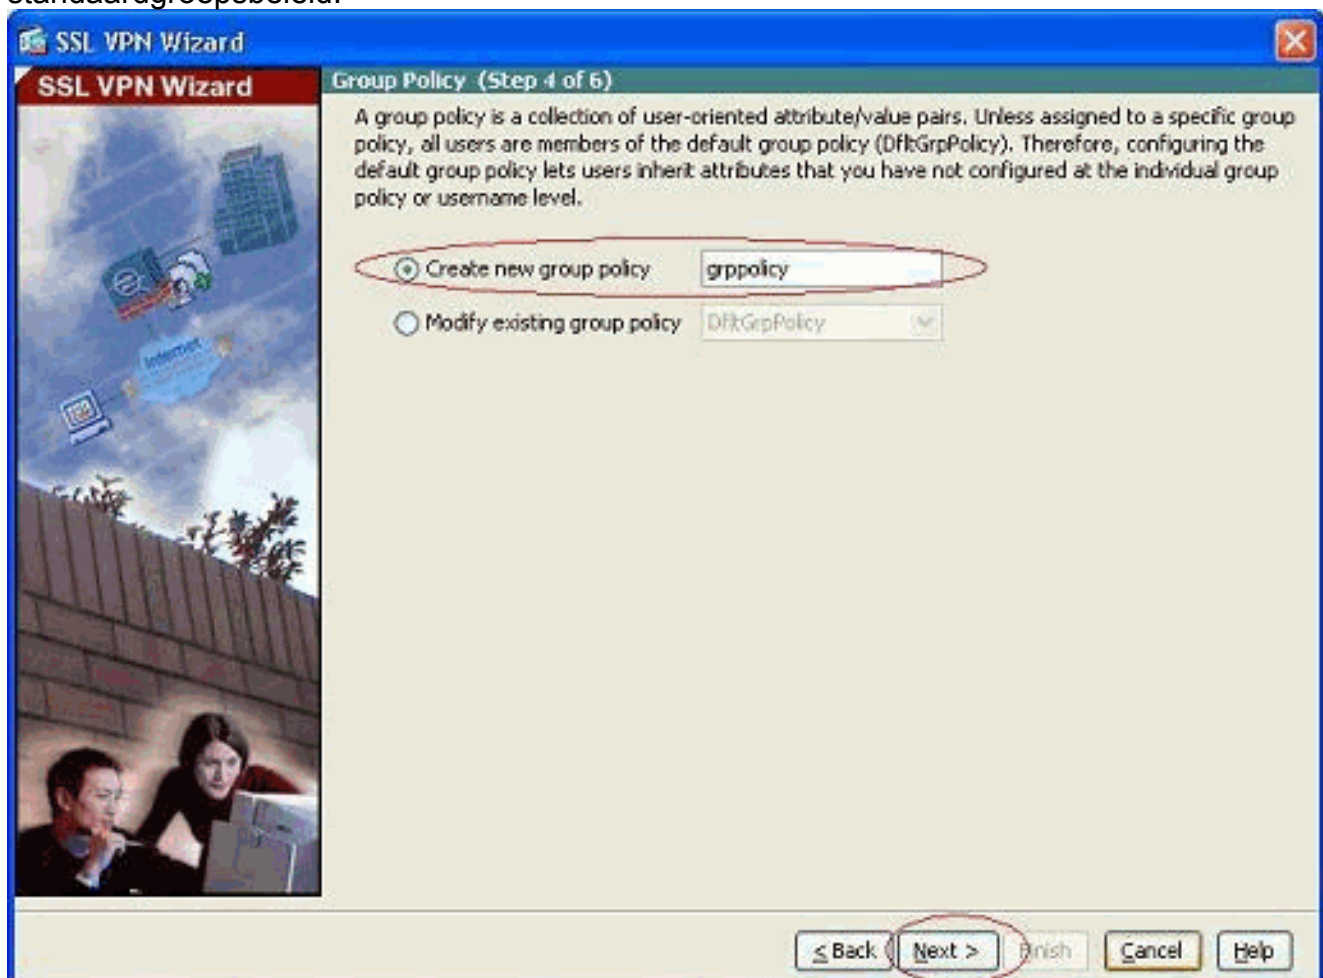 standaardgroepsbeleid.
SSL VPN Wizard
SSL VPN Wizard
Group Policy (Step 4 of 6)
A group policy is a collection of user-oriented attribute/value pairs. Unless assigned to a specific group
policy, all users are members of the default group policy (DfltGrpPolicy). Therefore, configuring the
default group policy lets users inherit attributes that you have not configured at the individual group
policy or username level.
Create new group policy grppolicy
Modify existing group policy DfltGrpPolicy
Internet
< Back Next > Finish Cancel Help